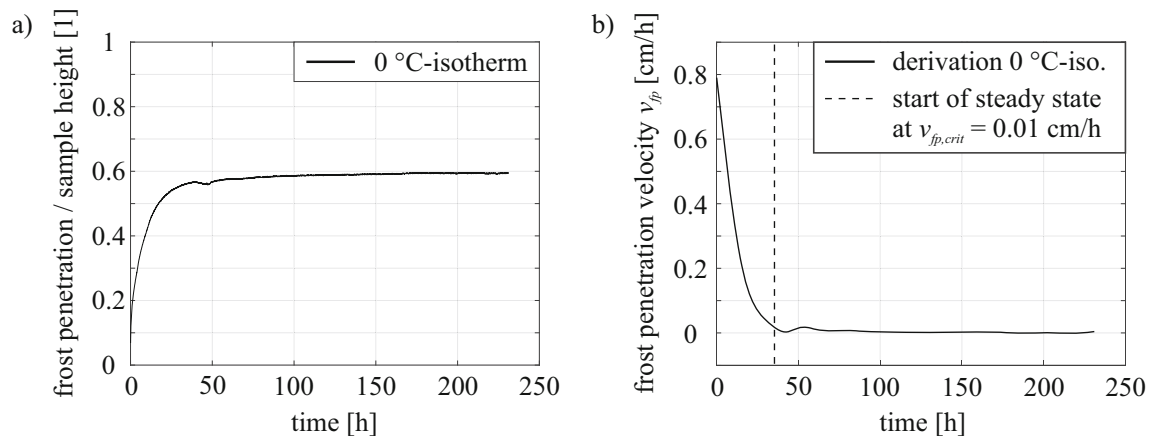 a)
frost penetration / sample height [1]
1
0.8
0.6
0.4
0.2
0
0 °C-isotherm
0 50 100 150 200 250
time [h]
b)
frost penetration velocity v_fp [cm/h]
0.8
0.6
0.4
0.2
0
derivation 0 °C-iso.
start of steady state
at v_fp,crit = 0.01 cm/h
0 50 100 150 200 250
time [h]